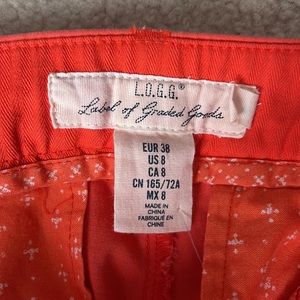 L.O.G.G.®
Label of Graded Goods
EUR 38
US 8
CA 8
CN 165/72A
MX 8
MADE IN
CHINA
FABRIQUÉ EN
CHINE